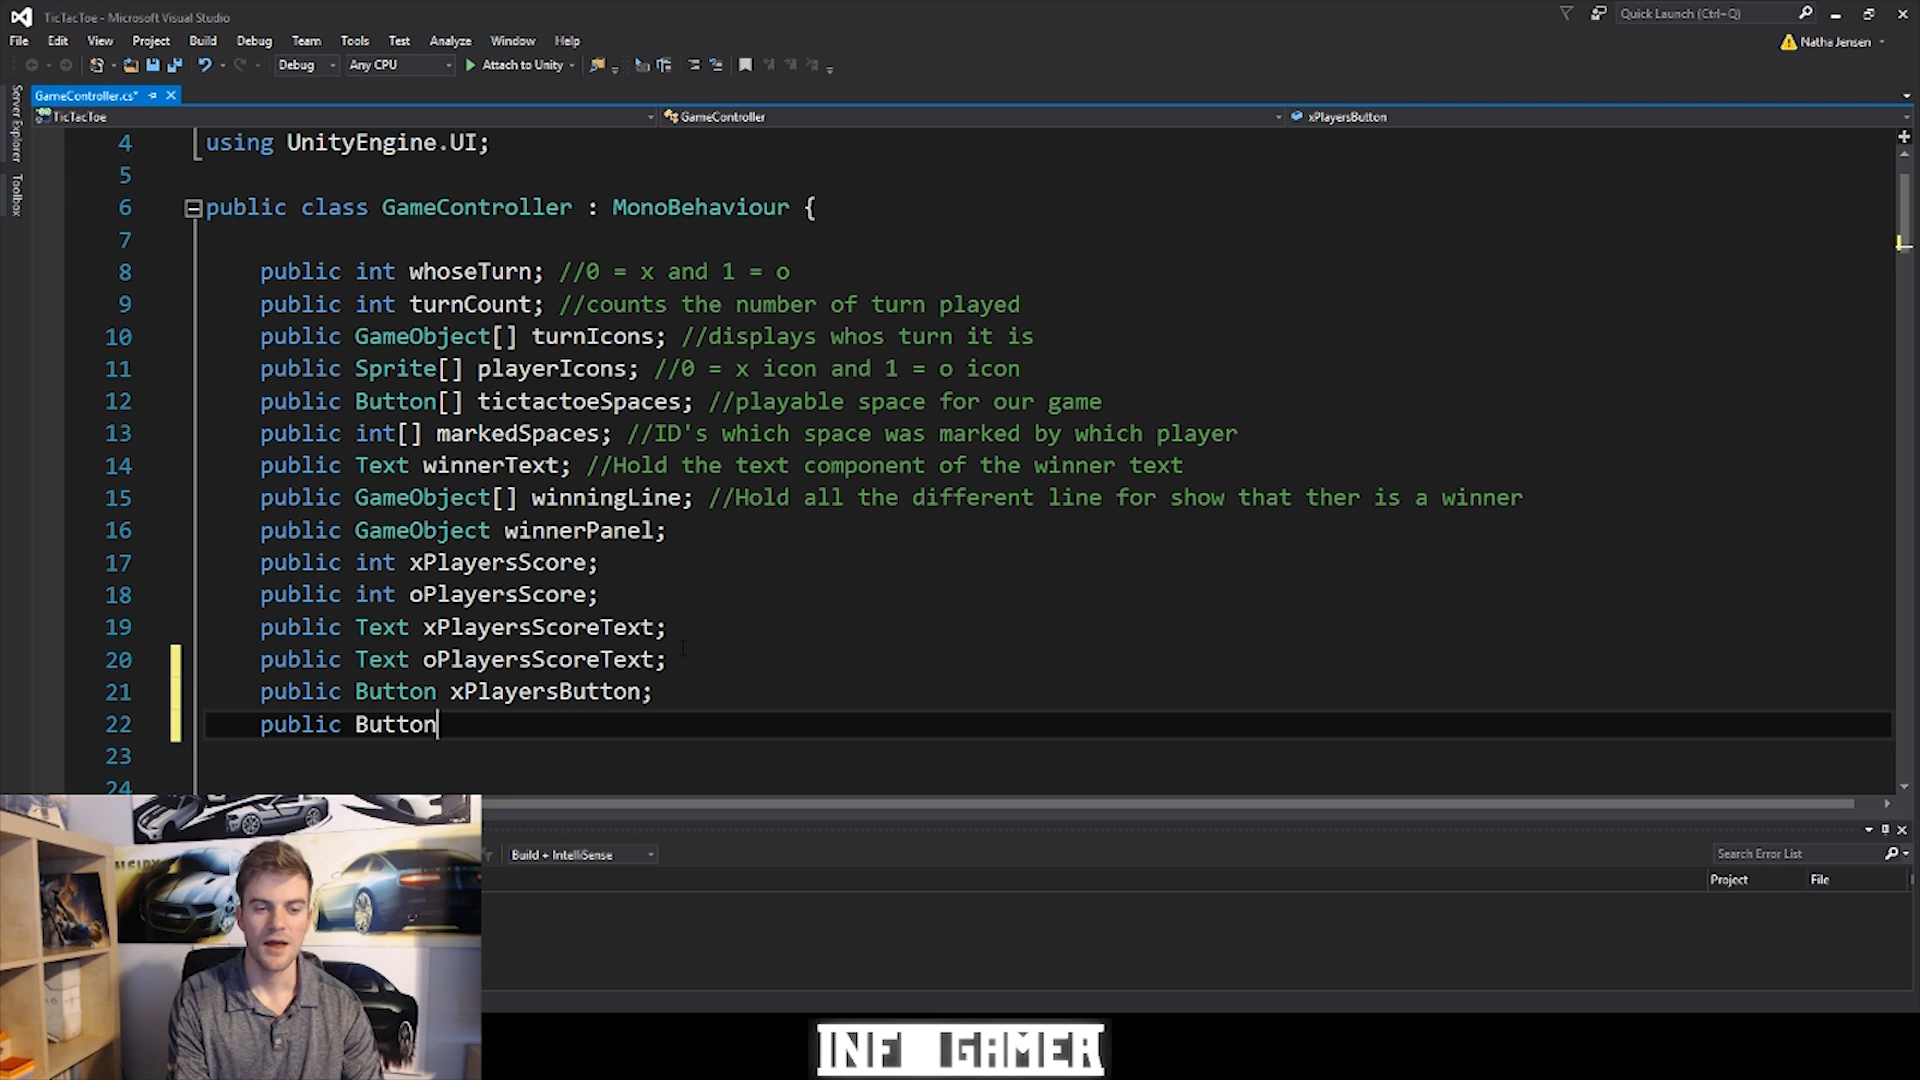 TicTacToe - Microsoft Visual Studio
Quick Launch (Ctrl+Q)
File Edit View Project Build Debug Team Tools Test Analyze Window Help
Natha Jensen
Debug Any CPU Attach to Unity
GameController.cs*
Server Explorer
Toolbox
TicTacToe GameController xPlayersButton
4 using UnityEngine.UI;
5
6 public class GameController : MonoBehaviour {
7
8 public int whoseTurn; //0 = x and 1 = o
9 public int turnCount; //counts the number of turn played
10 public GameObject[] turnIcons; //displays whos turn it is
11 public Sprite[] playerIcons; //0 = x icon and 1 = o icon
12 public Button[] tictactoeSpaces; //playable space for our game
13 public int[] markedSpaces; //ID's which space was marked by which player
14 public Text winnerText; //Hold the text component of the winner text
15 public GameObject[] winningLine; //Hold all the different line for show that ther is a winner
16 public GameObject winnerPanel;
17 public int xPlayersScore;
18 public int oPlayersScore;
19 public Text xPlayersScoreText;
20 public Text oPlayersScoreText;
21 public Button xPlayersButton;
22 public Button
23
24
Build + IntelliSense
Search Error List
Project File
INF GAMER